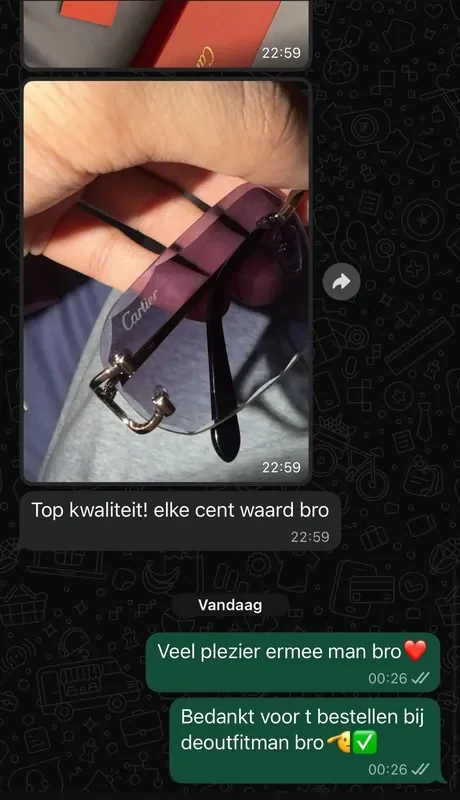 Ca
22:59
Cartier
22:59
Top kwaliteit! elke cent waard bro
22:59
Vandaag
Veel plezier ermee man bro❤️
00:26
Bedankt voor t bestellen bij
deoutfitman bro🫡✅
00:26